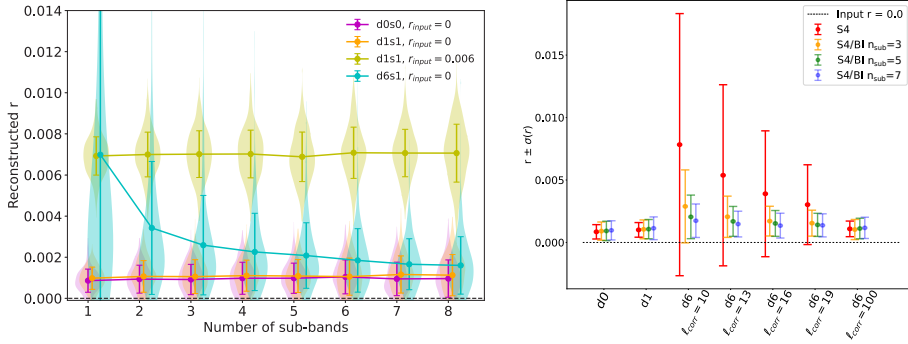 0.014
0.012
0.010
0.008
0.006
0.004
0.002
0.000
Reconstructed r
1 2 3 4 5 6 7 8
Number of sub-bands
d0s0, r_input = 0
d1s1, r_input = 0
d1s1, r_input = 0.006
d6s1, r_input = 0
0.015
0.010
0.005
0.000
r ± σ(r)
Input r = 0.0
S4
S4/BI n_sub=3
S4/BI n_sub=5
S4/BI n_sub=7
d0
d1
d6
ℓ_corr = 10
d6
ℓ_corr = 13
d6
ℓ_corr = 16
d6
ℓ_corr = 19
d6
ℓ_corr = 100